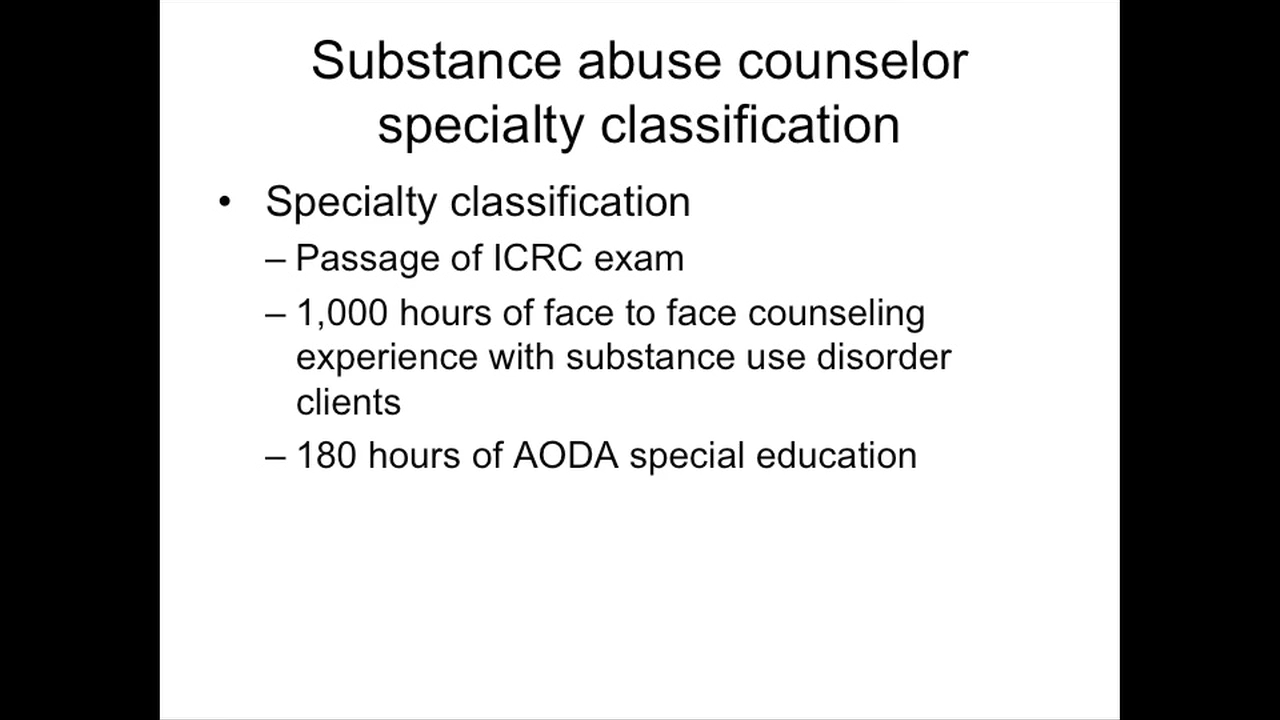 Substance abuse counselor
specialty classification
• Specialty classification
– Passage of ICRC exam
– 1,000 hours of face to face counseling
experience with substance use disorder
clients
– 180 hours of AODA special education